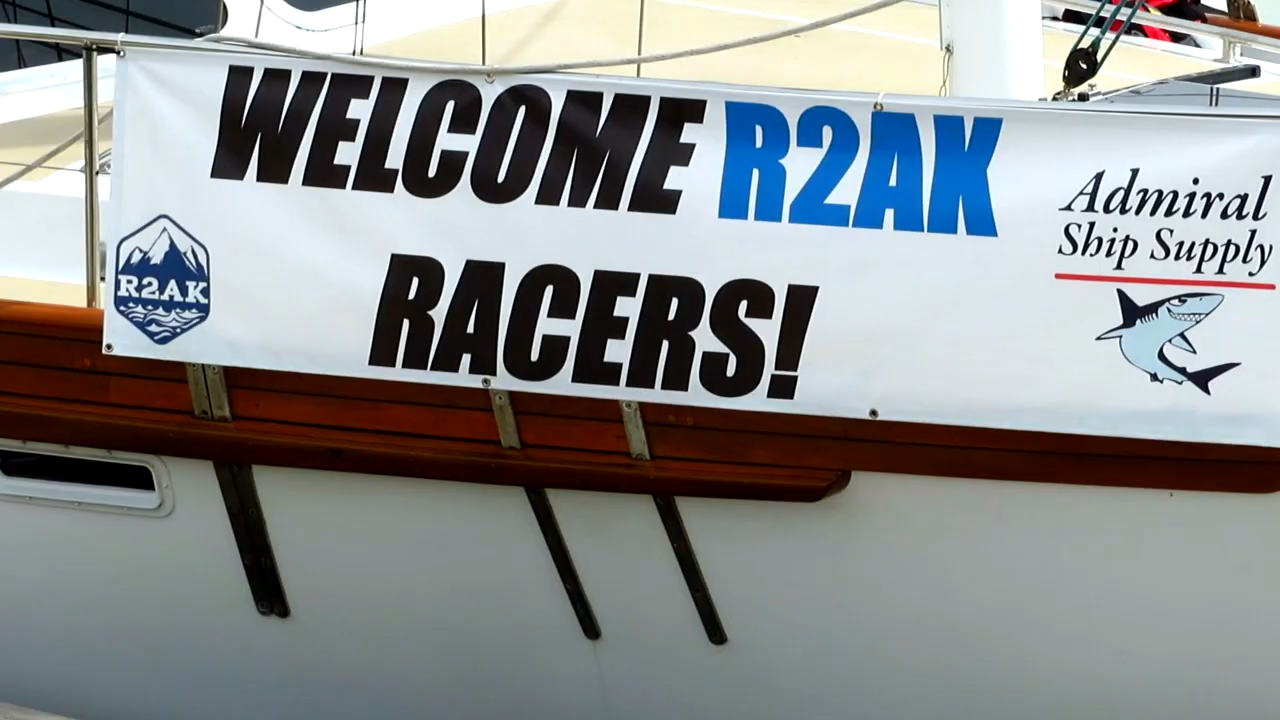 WELCOME R2AK
RACERS!
R2AK
Admiral
Ship Supply